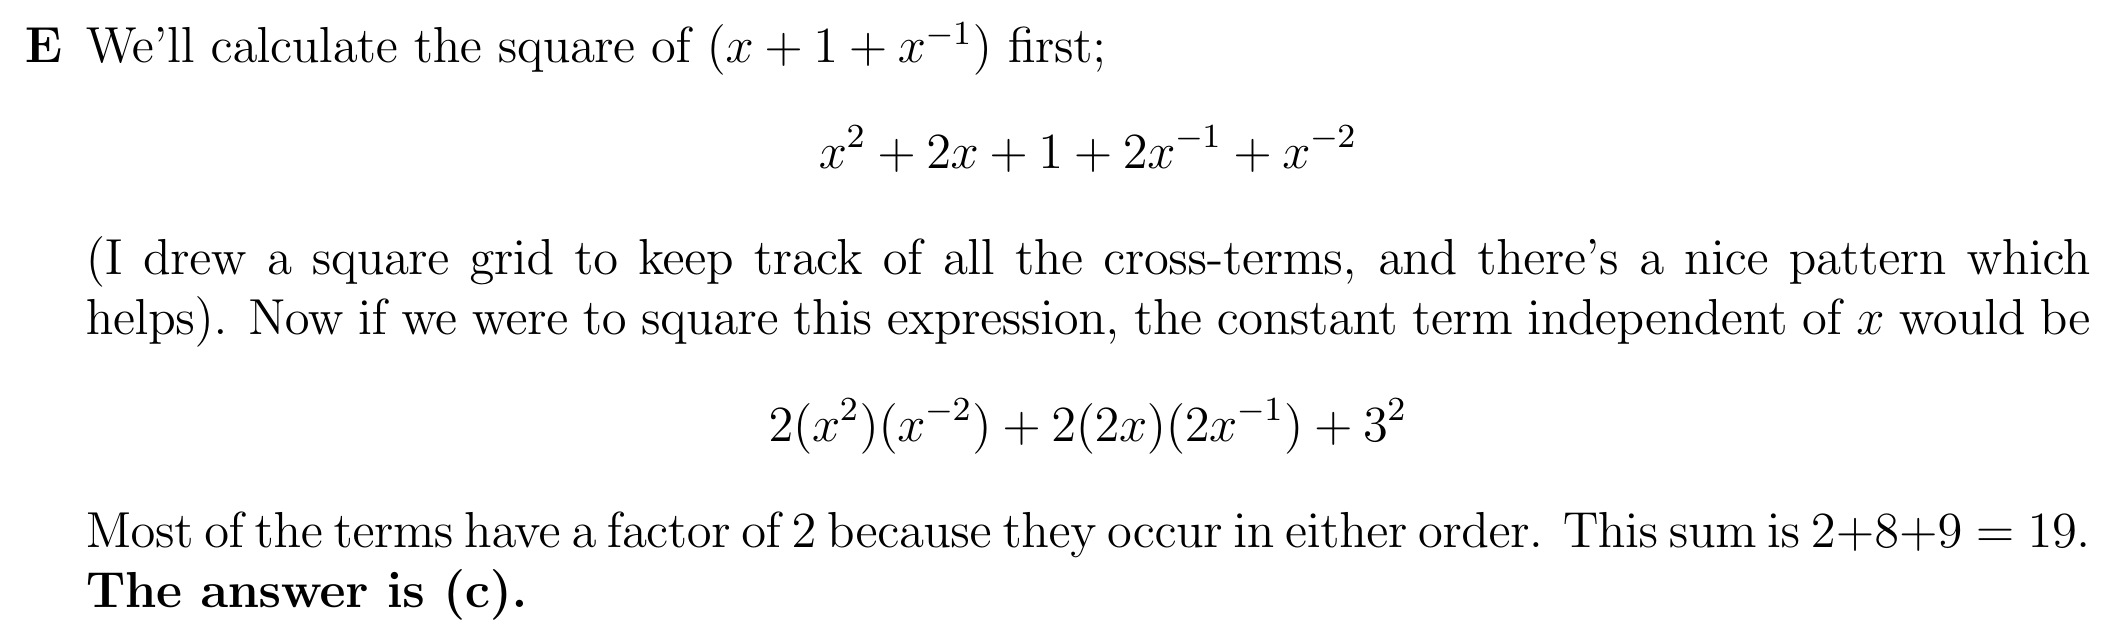 E We'll calculate the square of (x + 1 + x⁻¹) first;
x² + 2x + 1 + 2x⁻¹ + x⁻²
(I drew a square grid to keep track of all the cross-terms, and there's a nice pattern which
helps). Now if we were to square this expression, the constant term independent of x would be
2(x²)(x⁻²) + 2(2x)(2x⁻¹) + 3²
Most of the terms have a factor of 2 because they occur in either order. This sum is 2+8+9 = 19.
The answer is (c).